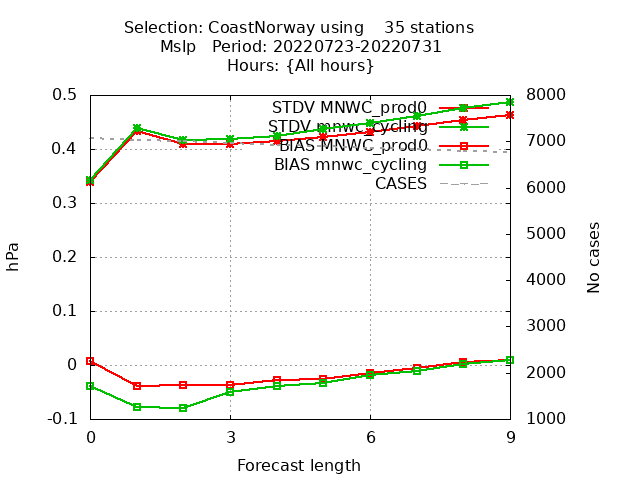 Selection: CoastNorway using    35 stations
Mslp   Period: 20220723-20220731
Hours: {All hours}
STDV MNWC_prod0
STDV mnwc_cycling
BIAS MNWC_prod0
BIAS mnwc_cycling
CASES
0.5
0.4
0.3
0.2
0.1
0
-0.1
hPa
8000
7000
6000
5000
4000
3000
2000
1000
No cases
0 3 6 9
Forecast length